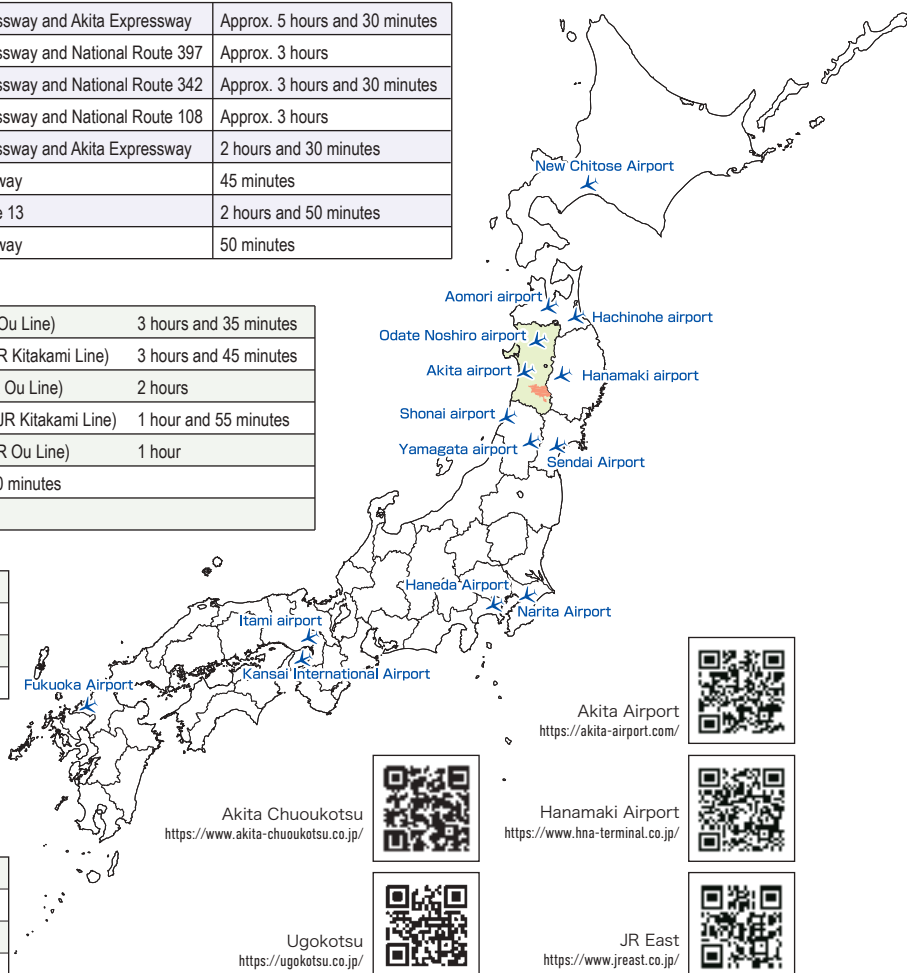 ssway and Akita Expressway Approx. 5 hours and 30 minutes
ssway and National Route 397 Approx. 3 hours
ssway and National Route 342 Approx. 3 hours and 30 minutes
ssway and National Route 108 Approx. 3 hours
ssway and Akita Expressway 2 hours and 30 minutes
way 45 minutes
e 13 2 hours and 50 minutes
way 50 minutes
Ou Line) 3 hours and 35 minutes
R Kitakami Line) 3 hours and 45 minutes
Ou Line) 2 hours
JR Kitakami Line) 1 hour and 55 minutes
R Ou Line) 1 hour
0 minutes
New Chitose Airport
Aomori airport
Hachinohe airport
Odate Noshiro airport
Akita airport
Hanamaki airport
Shonai airport
Yamagata airport
Sendai Airport
Haneda Airport
Narita Airport
Itami airport
Kansai International Airport
Fukuoka Airport
Akita Airport
https://akita-airport.com/
Akita Chuoukotsu
https://www.akita-chuoukotsu.co.jp/
Hanamaki Airport
https://www.hna-terminal.co.jp/
Ugokotsu
https://ugokotsu.co.jp/
JR East
https://www.jreast.co.jp/